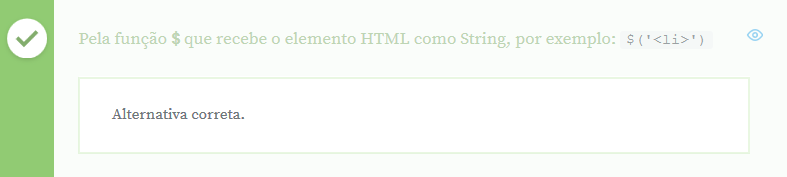 Pela função $ que recebe o elemento HTML como String, por exemplo: $('<li>')
Alternativa correta.